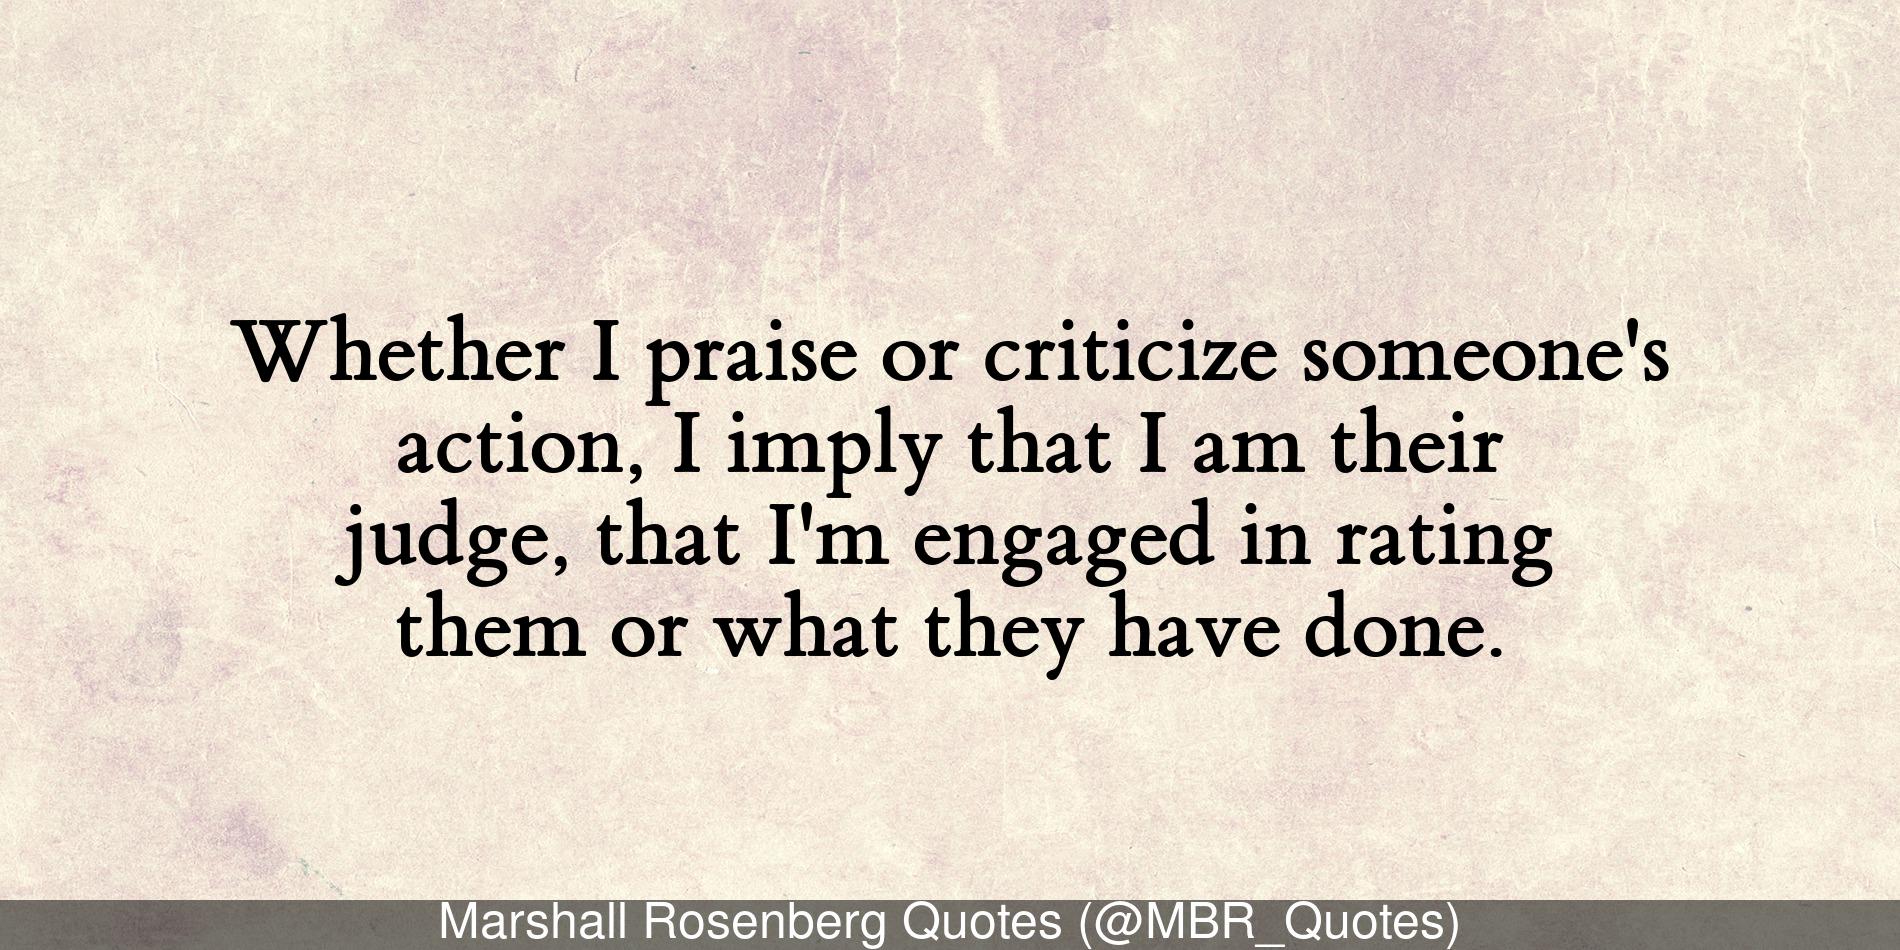 Whether I praise or criticize someone's
action, I imply that I am their
judge, that I'm engaged in rating
them or what they have done.
Marshall Rosenberg Quotes (@MBR_Quotes)